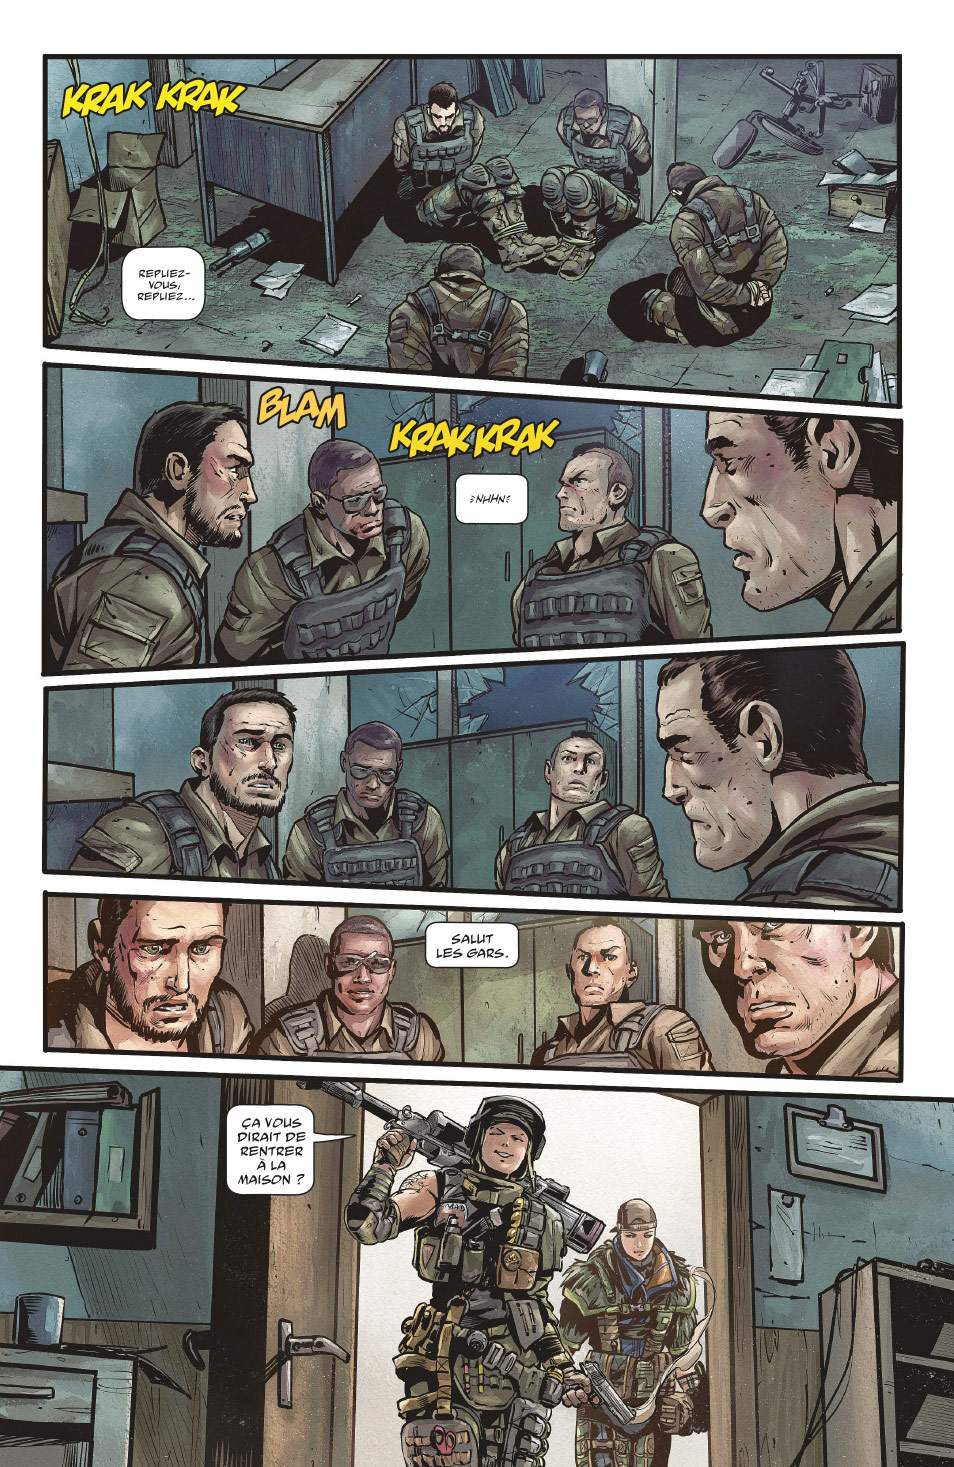 KRAK KRAK
REPLIEZ-
VOUS,
REPLIEZ...
BLAM
KRAK KRAK
NHHN
SALUT
LES GARS.
ÇA VOUS
DIRAIT DE
RENTRER
À LA
MAISON ?